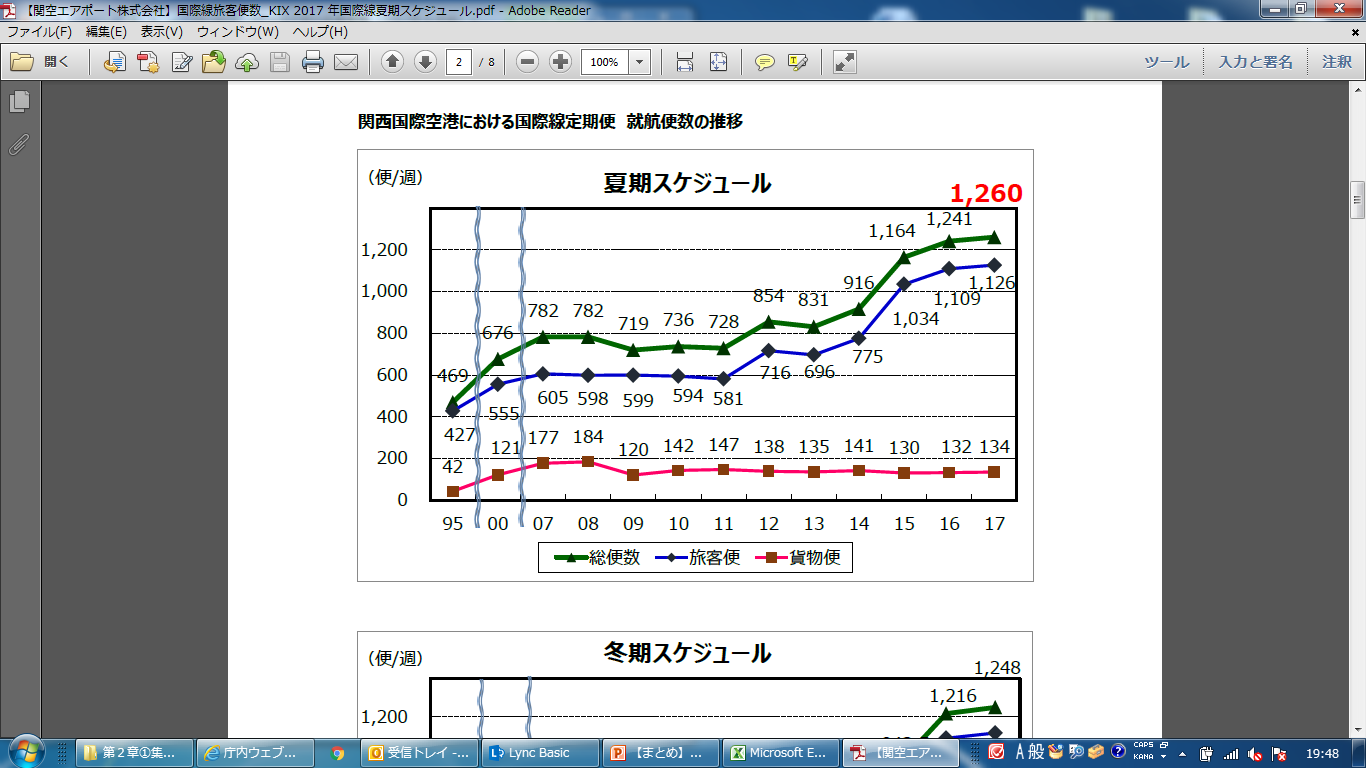 【関空エアポート株式会社】国際線旅客便数_KIX 2017 年国際線夏期スケジュール.pdf - Adobe Reader
ファイル(F) 編集(E) 表示(V) ウィンドウ(W) ヘルプ(H)
開く 2 / 8 100% ツール 入力と署名 注釈
関西国際空港における国際線定期便 就航便数の推移
(便/週) 夏期スケジュール
1,260
1,164 1,241
1,200
1,000
800
600
400
200
0
469 676 782 782 719 736 728 854 831 916
427 555 605 598 599 594 581 716 696 775 1,034 1,109 1,126
42 121 177 184 120 142 147 138 135 141 130 132 134
95 00 07 08 09 10 11 12 13 14 15 16 17
総便数 旅客便 貨物便
(便/週) 冬期スケジュール
1,248
1,216
1,200
第２章①集... 庁内ウェブ... 受信トレイ -... Lync Basic 【まとめ】... Microsoft E... 【関空エア... A 般 CAPS KANA 19:48